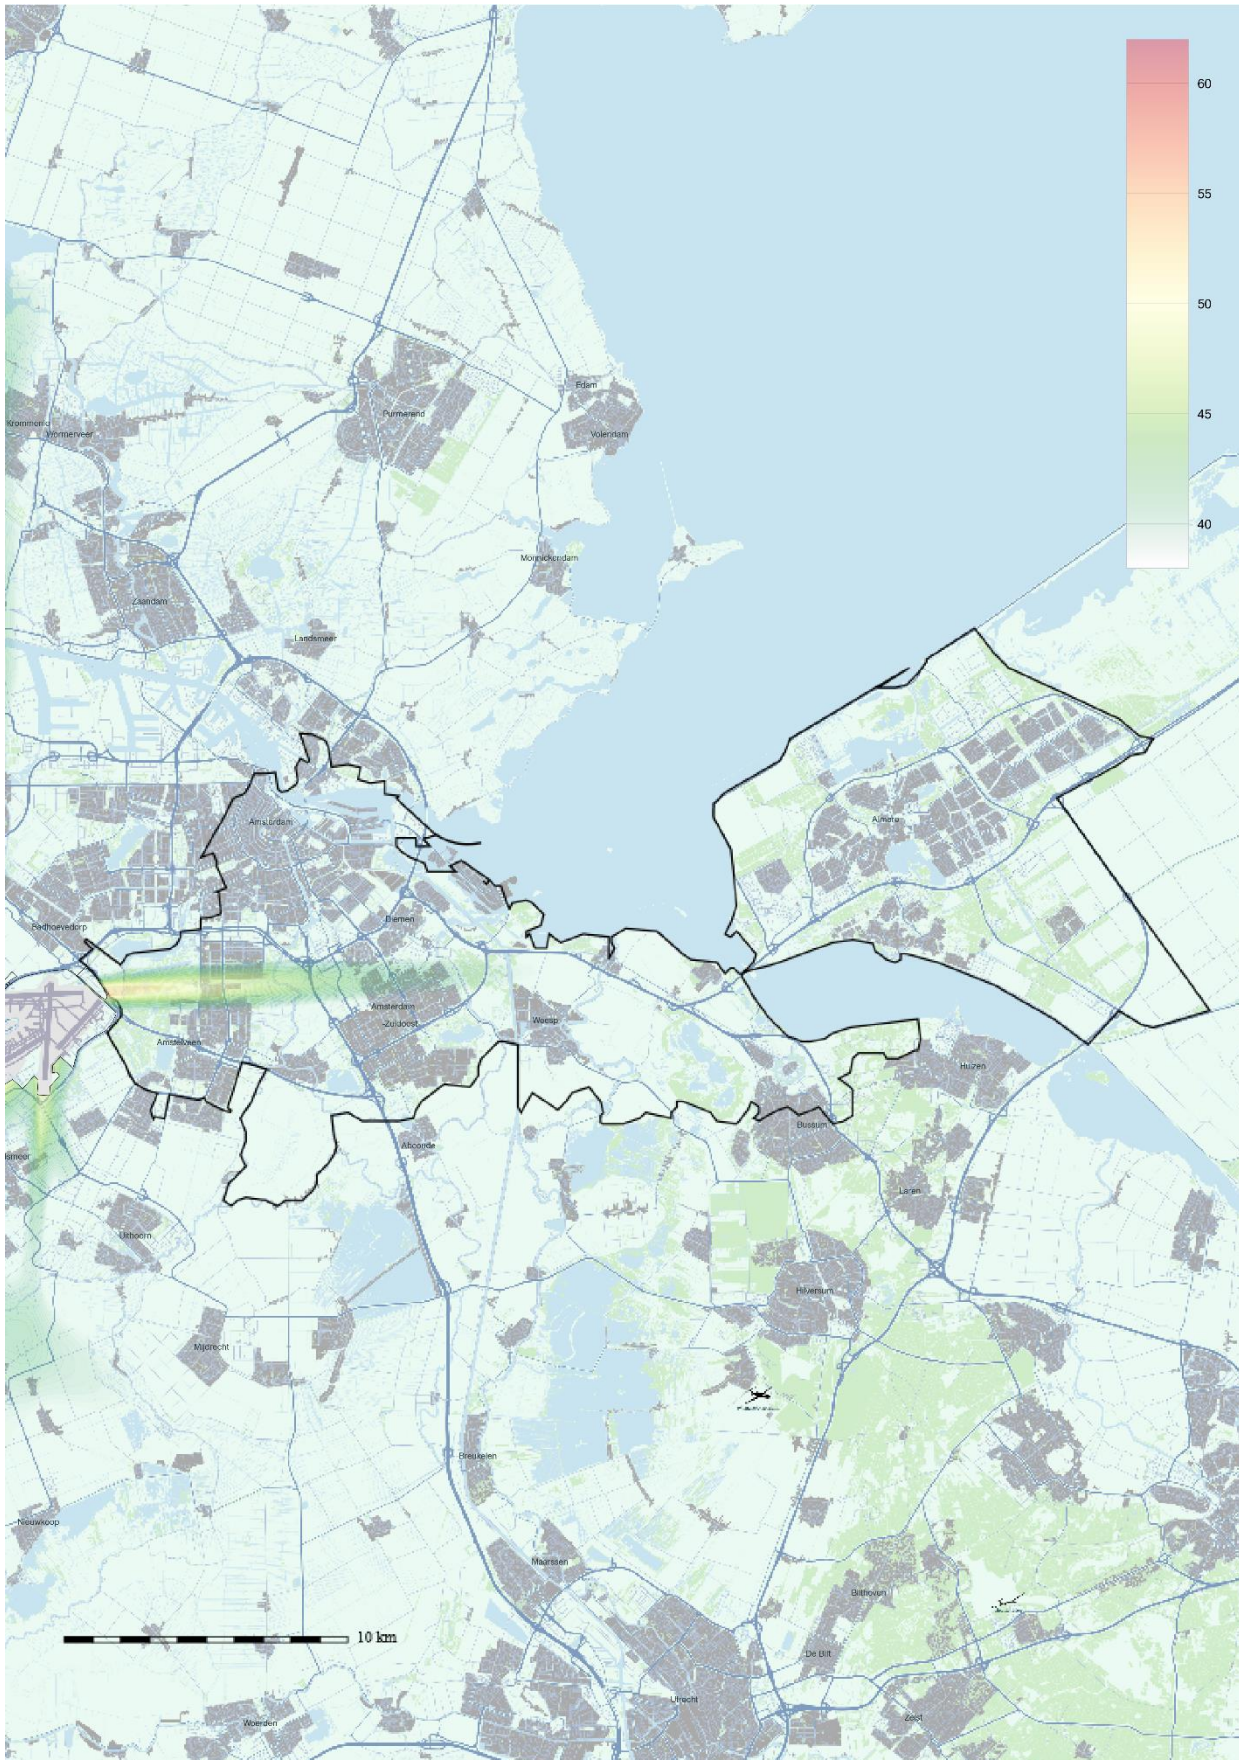 60
55
50
45
40
Edam
Purmerend
Volendam
Wormerveer
Monnickendam
Zaandam
Landsmeer
Amsterdam
Almere
Badhoevedorp
Diemen
Amsterdam
-Zuidoost
Weesp
Amstelveen
Huizen
Bussum
Abcoude
lsmeer
Laren
Uithoorn
Hilversum
Mijdrecht
Breukelen
Nieuwkoop
Maarssen
Bilthoven
10 km
De Bilt
Utrecht
Zeist
Woerden